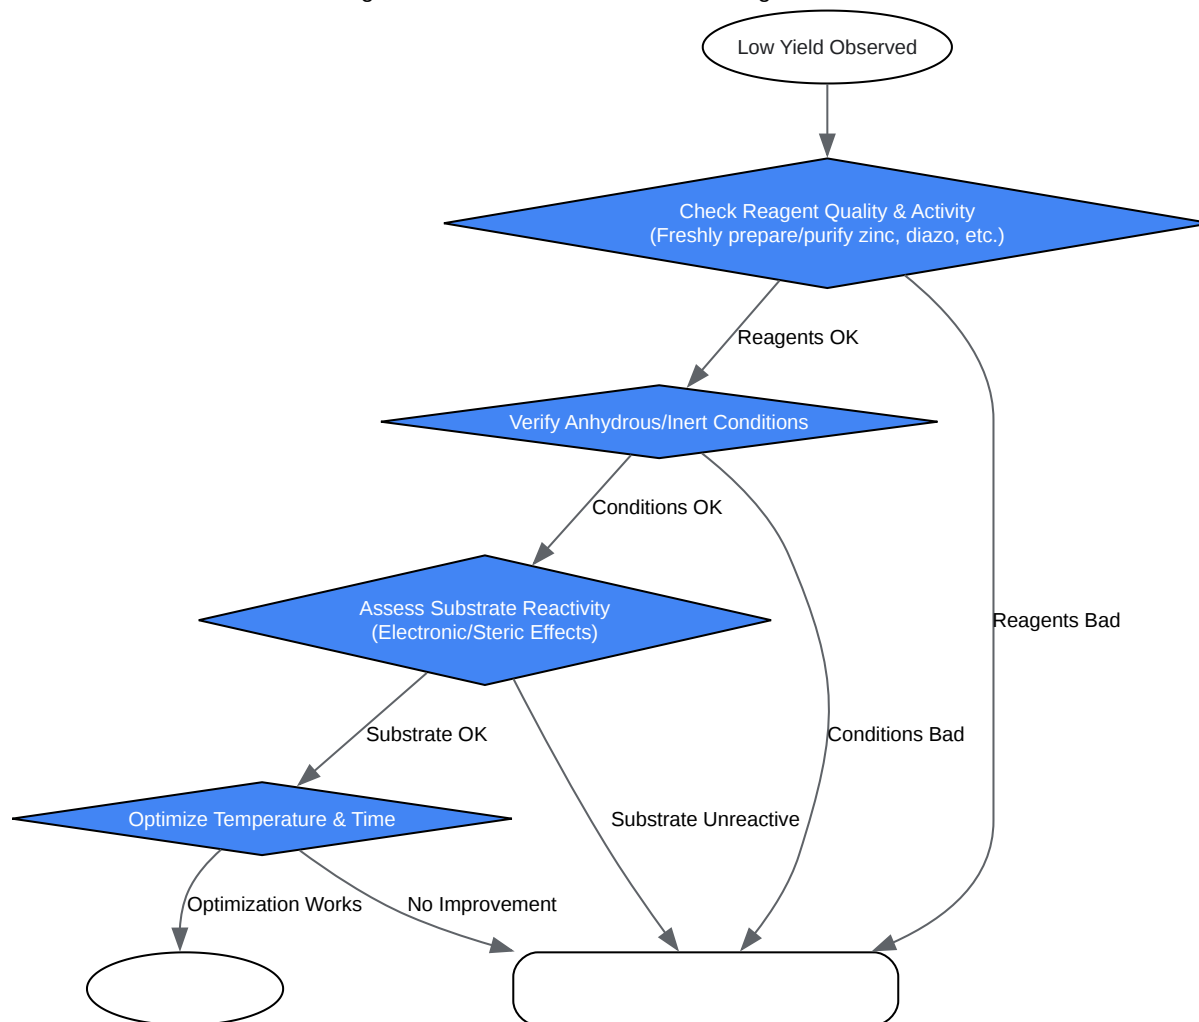 Low Yield Observed
Check Reagent Quality & Activity
(Freshly prepare/purify zinc, diazo, etc.)
Reagents OK
Verify Anhydrous/Inert Conditions
Conditions OK
Assess Substrate Reactivity
(Electronic/Steric Effects)
Reagents Bad
Substrate OK
Conditions Bad
Optimize Temperature & Time
Substrate Unreactive
Optimization Works
No Improvement